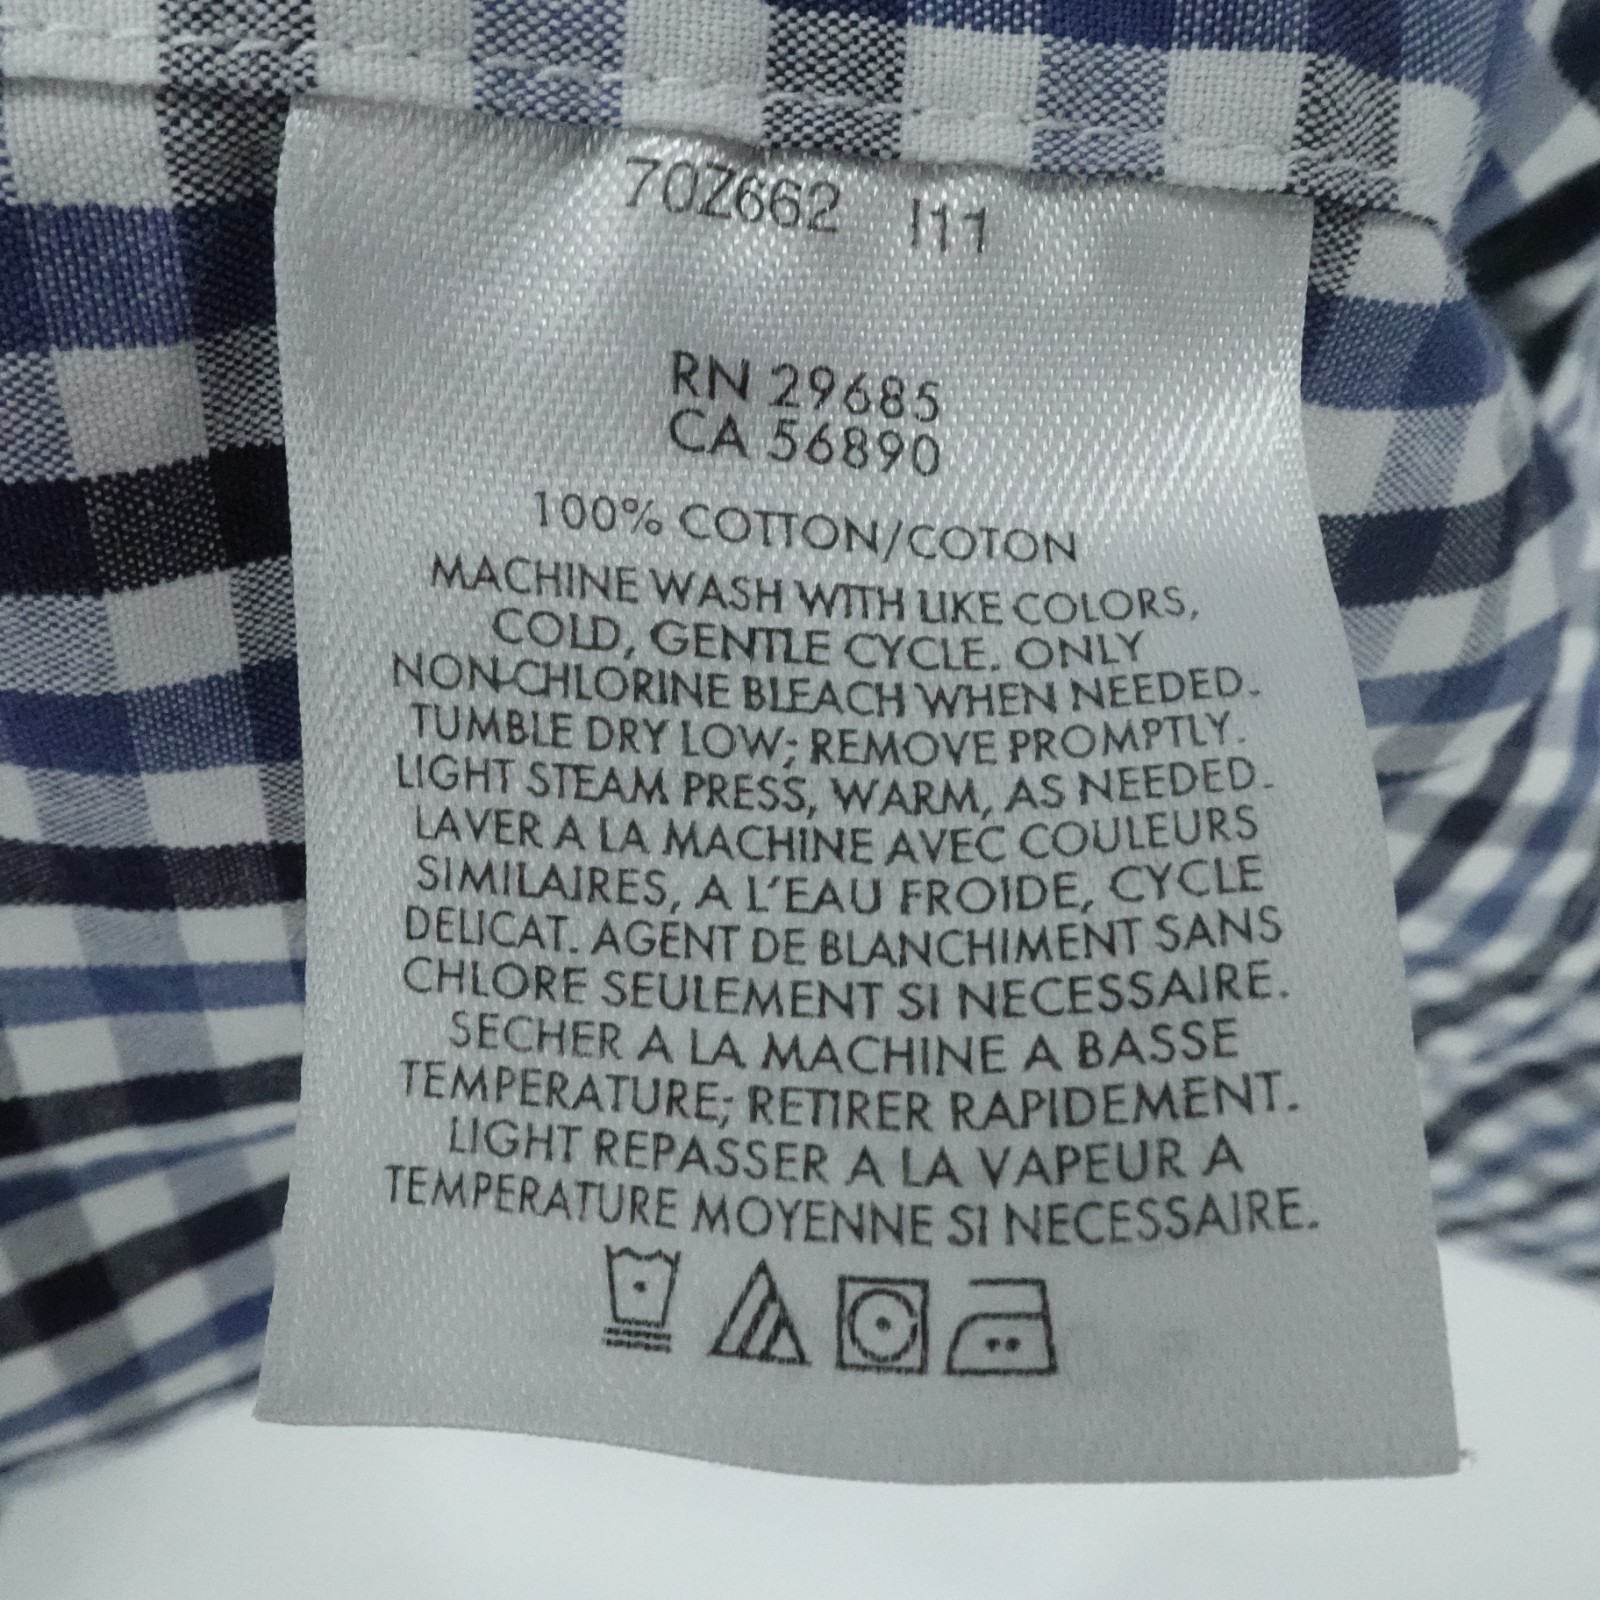 70Z662 I11
RN 29685
CA 56890
100% COTTON/COTON
MACHINE WASH WITH LIKE COLORS,
COLD, GENTLE CYCLE. ONLY
NON-CHLORINE BLEACH WHEN NEEDED.
TUMBLE DRY LOW; REMOVE PROMPTLY.
LIGHT STEAM PRESS, WARM, AS NEEDED.
LAVER A LA MACHINE AVEC COULEURS
SIMILAIRES, A L'EAU FROIDE, CYCLE
DELICAT. AGENT DE BLANCHIMENT SANS
CHLORE SEULEMENT SI NECESSAIRE.
SECHER A LA MACHINE A BASSE
TEMPERATURE; RETIRER RAPIDEMENT.
LIGHT REPASSER A LA VAPEUR A
TEMPERATURE MOYENNE SI NECESSAIRE.